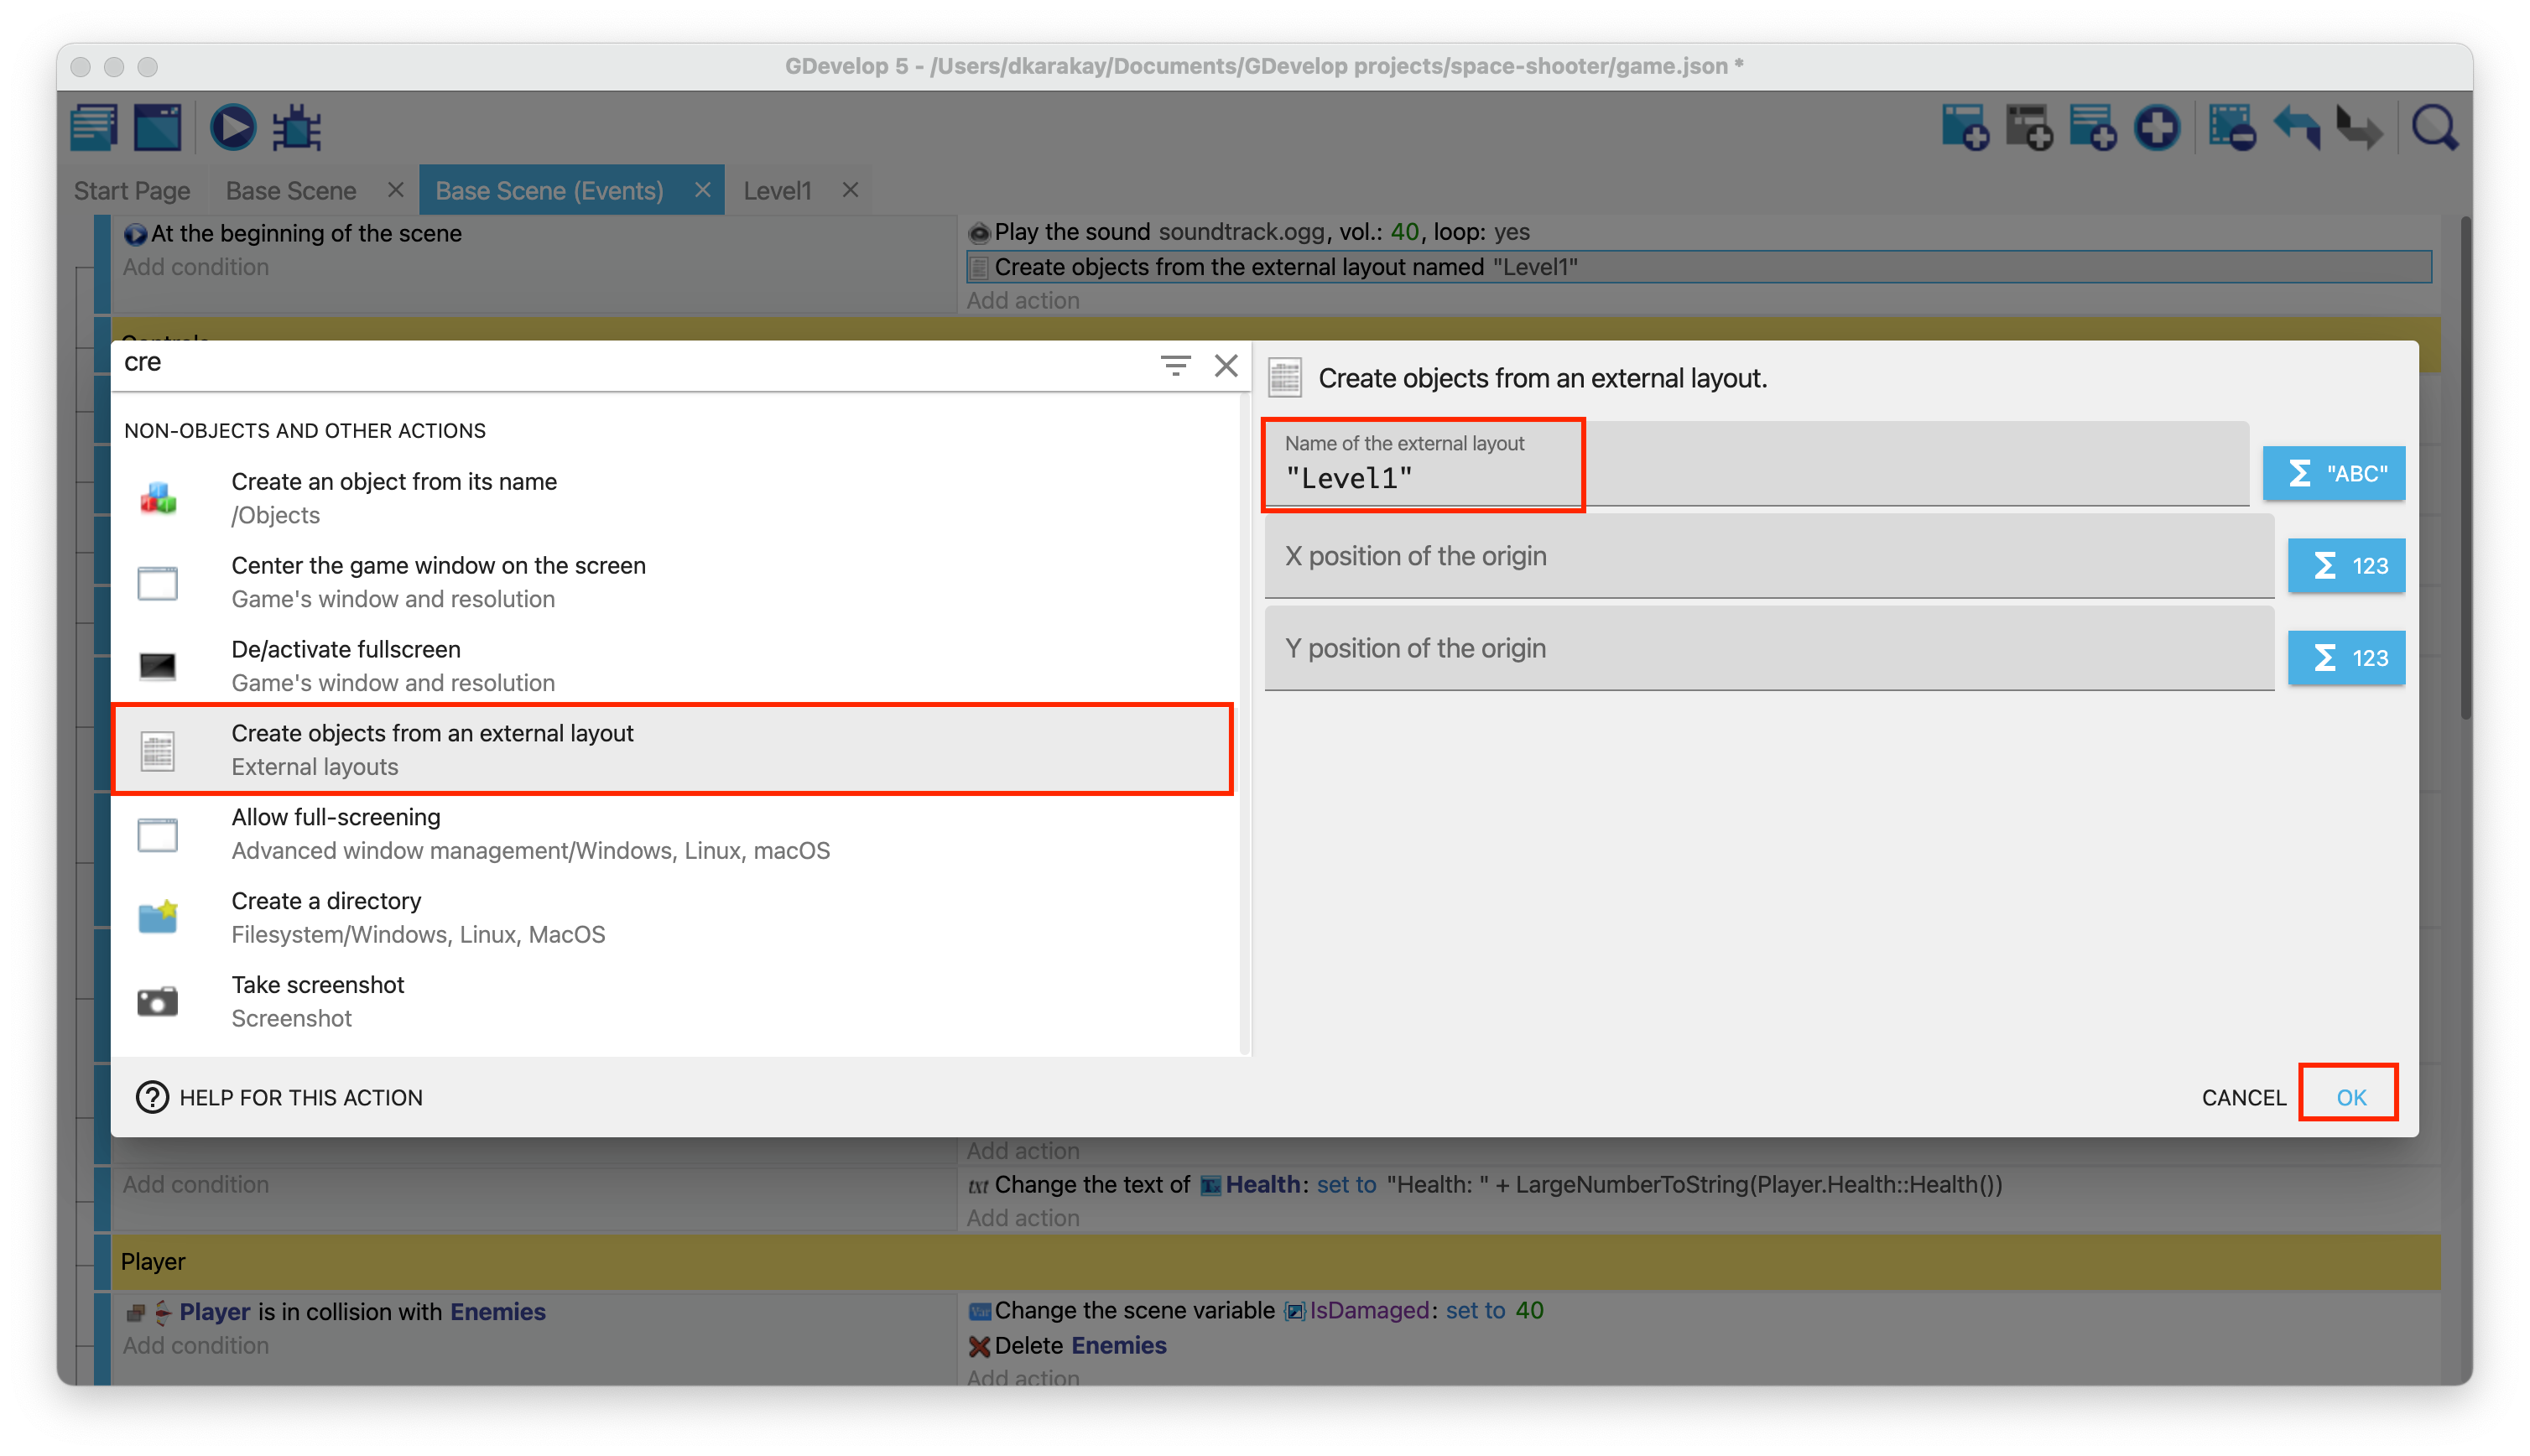 GDevelop 5 - /Users/dkarakay/Documents/GDevelop projects/space-shooter/game.json *
Start Page Base Scene Base Scene (Events) Level1
At the beginning of the scene
Add condition
Play the sound soundtrack.ogg, vol.: 40, loop: yes
Create objects from the external layout named "Level1"
Add action
Controls
cre
NON-OBJECTS AND OTHER ACTIONS
Create an object from its name
/Objects
Center the game window on the screen
Game's window and resolution
De/activate fullscreen
Game's window and resolution
Create objects from an external layout
External layouts
Allow full-screening
Advanced window management/Windows, Linux, macOS
Create a directory
Filesystem/Windows, Linux, MacOS
Take screenshot
Screenshot
Create objects from an external layout.
Name of the external layout
"Level1"
Σ "ABC"
X position of the origin
Σ 123
Y position of the origin
Σ 123
HELP FOR THIS ACTION
CANCEL OK
Add action
Add condition
txt Change the text of Health: set to "Health: " + LargeNumberToString(Player.Health::Health())
Add action
Player
Player is in collision with Enemies
Add condition
Var Change the scene variable IsDamaged: set to 40
Delete Enemies
Add action